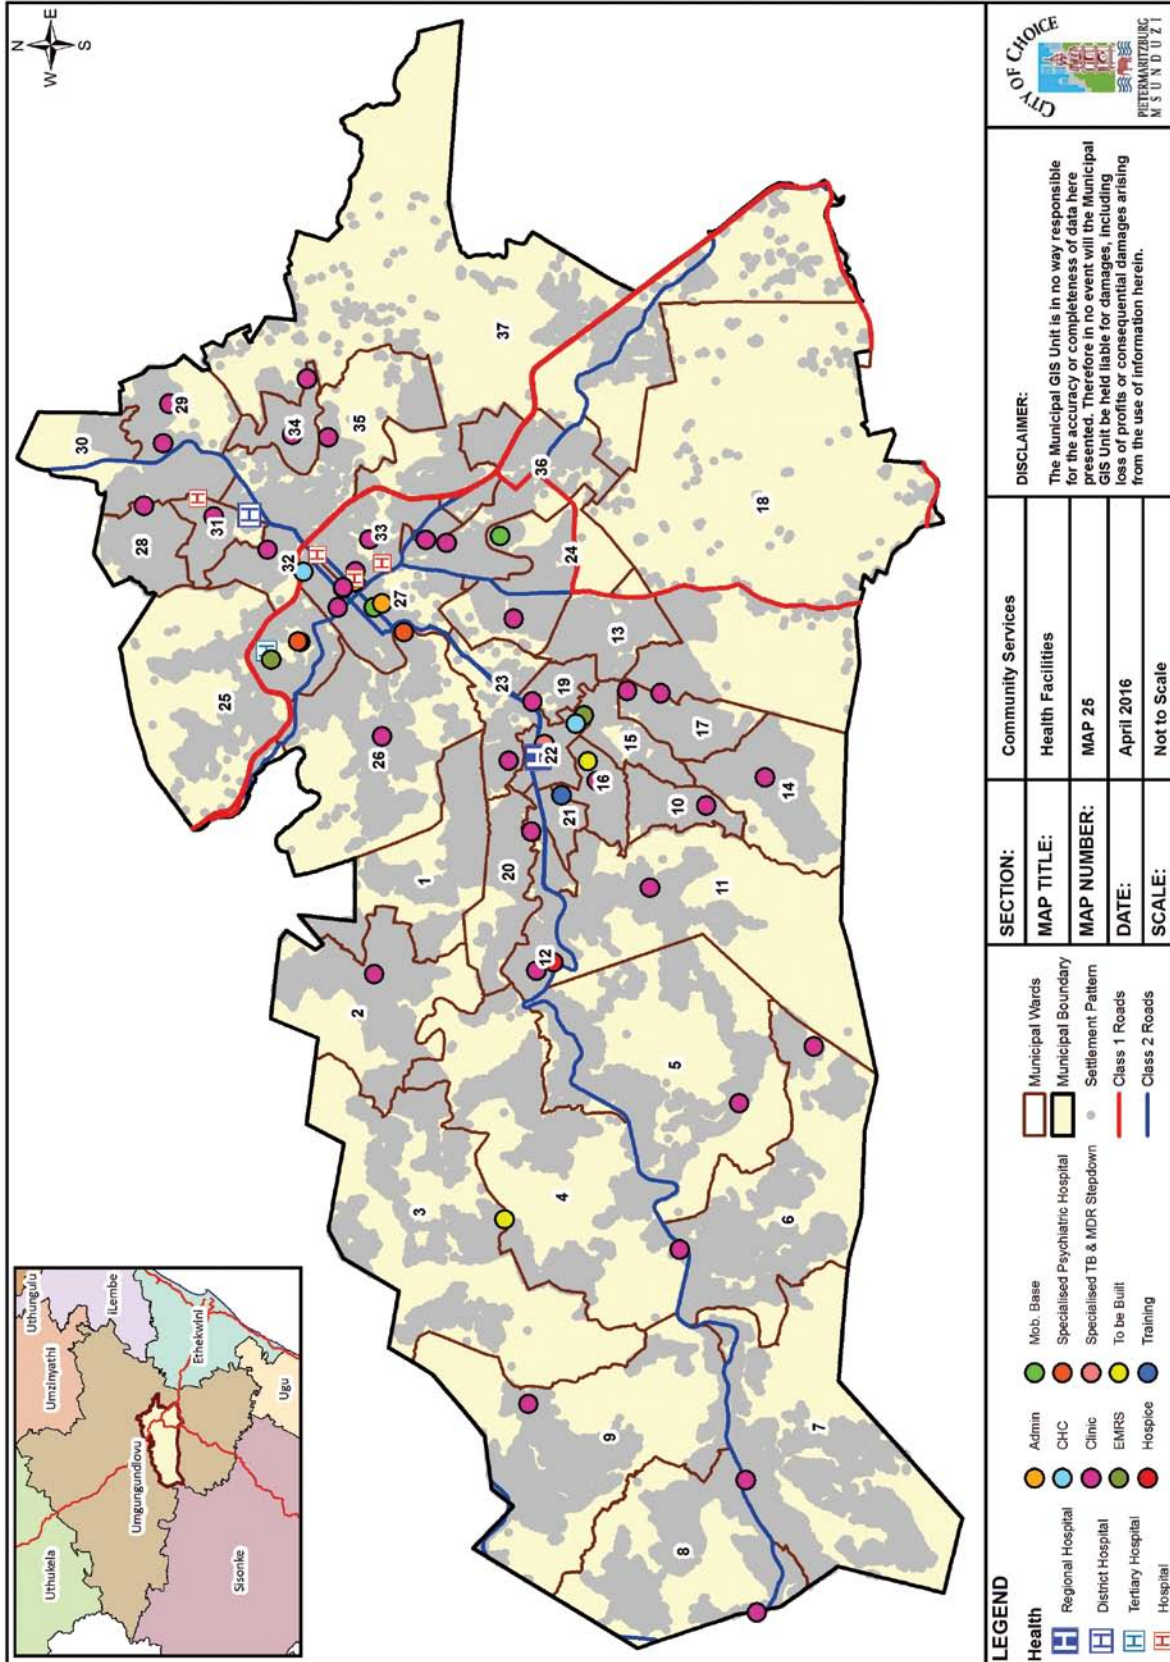 N
W
E
S
Uthukela
Umzinyathi
Uthungulu
iLembe
Umgungundlovu
Ethekwini
Ugu
Sisonke
30
29
28
31
34
35
32
33
37
25
27
36
26
23
24
18
13
19
22
15
17
16
21
10
14
1
20
2
12
11
3
4
5
6
9
8
7
LEGEND
Health
Regional Hospital
District Hospital
Tertiary Hospital
Hospital
Admin
CHC
Clinic
EMRS
Hospice
Mob. Base
Specialised Psychiatric Hospital
Specialised TB & MDR Stepdown
To be Built
Training
Municipal Wards
Municipal Boundary
Settlement Pattern
Class 1 Roads
Class 2 Roads
SECTION: Community Services
MAP TITLE: Health Facilities
MAP NUMBER: MAP 25
DATE: April 2016
SCALE: Not to Scale
DISCLAIMER:
The Municipal GIS Unit is in no way responsible
for the accuracy or completeness of data here
presented. Therefore in no event will the Municipal
GIS Unit be held liable for damages, including
loss of profits or consequential damages arising
from the use of information herein.
CITY OF CHOICE
PIETERMARITZBURG
MSUNDUZI